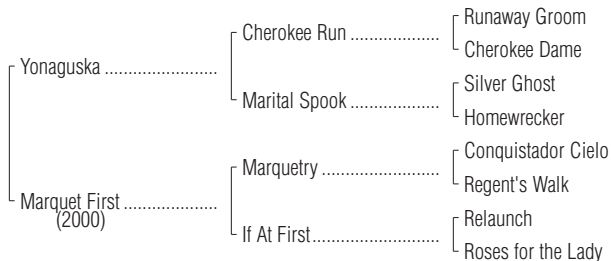 Runaway Groom
Cherokee Run ..................
Cherokee Dame
Yonaguska .......................
Silver Ghost
Marital Spook ..................
Homewrecker
Conquistador Cielo
Marquetry ........................
Regent's Walk
Marquet First ...................
(2000)
Relaunch
If At First..........................
Roses for the Lady